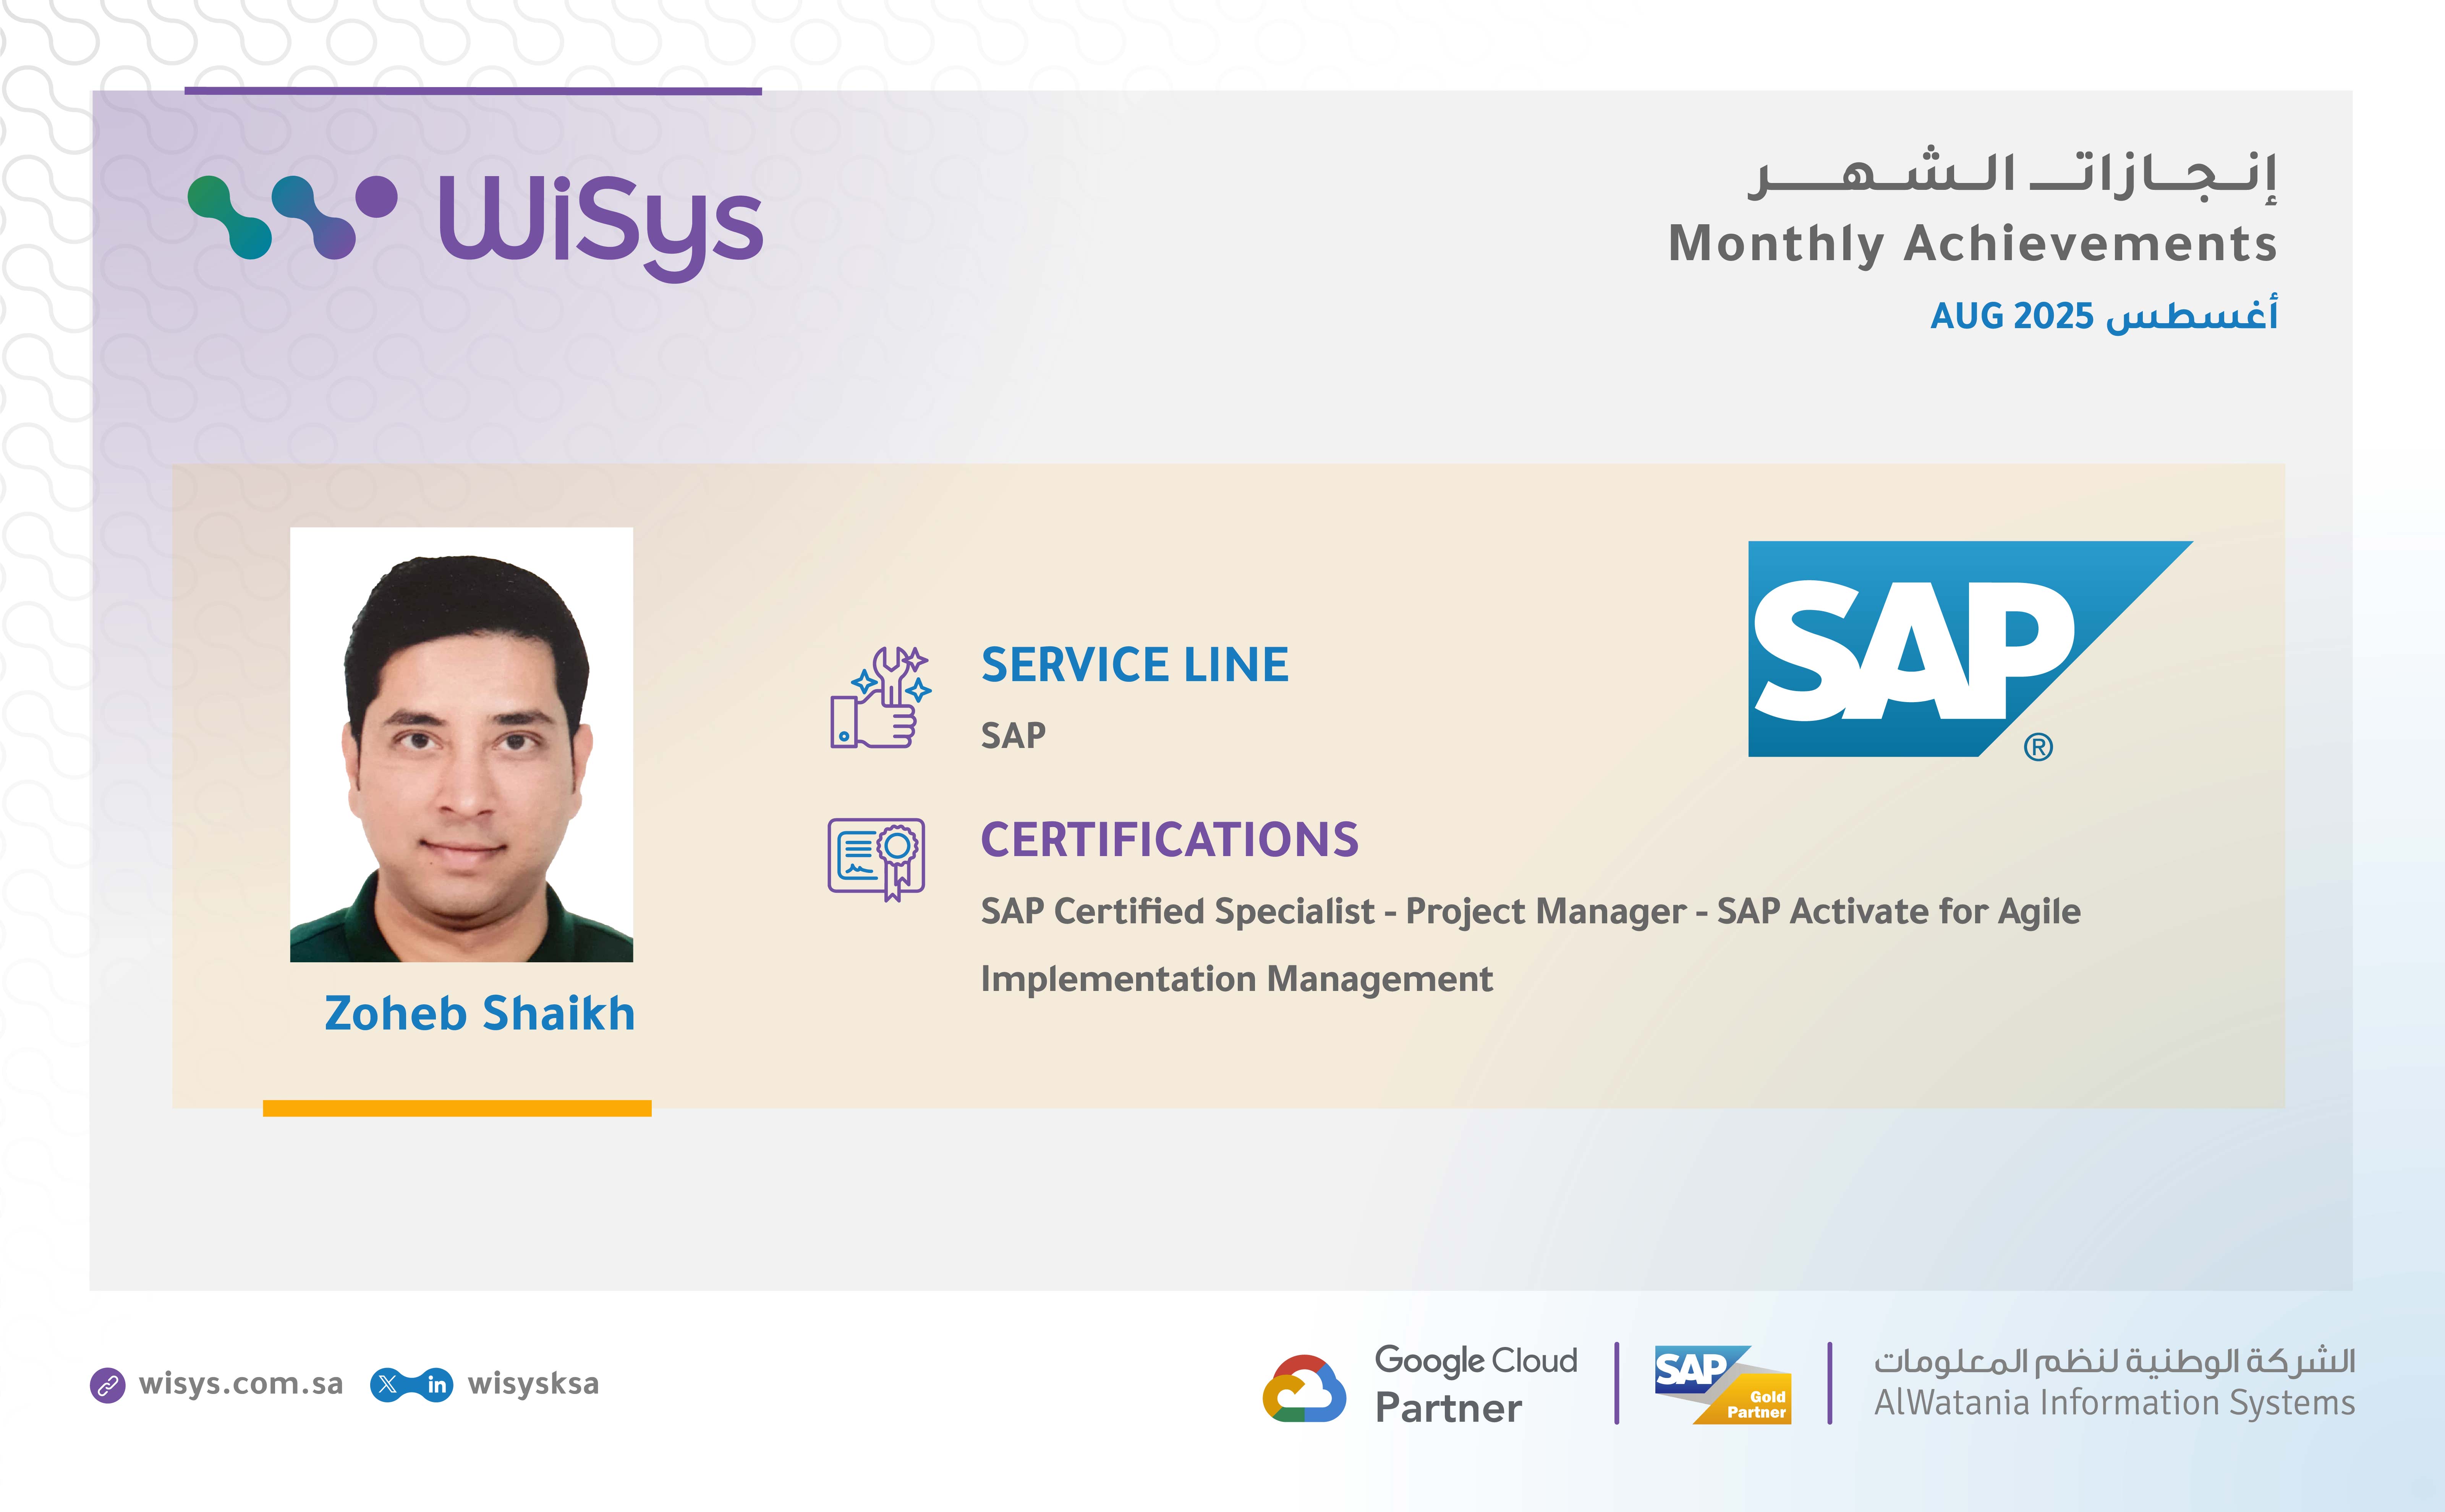 WiSys
إنجازات الشهر
Monthly Achievements
أغسطس AUG 2025
SERVICE LINE
SAP
SAP
®
CERTIFICATIONS
SAP Certified Specialist - Project Manager - SAP Activate for Agile
Implementation Management
Zoheb Shaikh
wisys.com.sa
X in wisysksa
Google Cloud
Partner
SAP
Gold
Partner
الشركة الوطنية لنظم المعلومات
AlWatania Information Systems